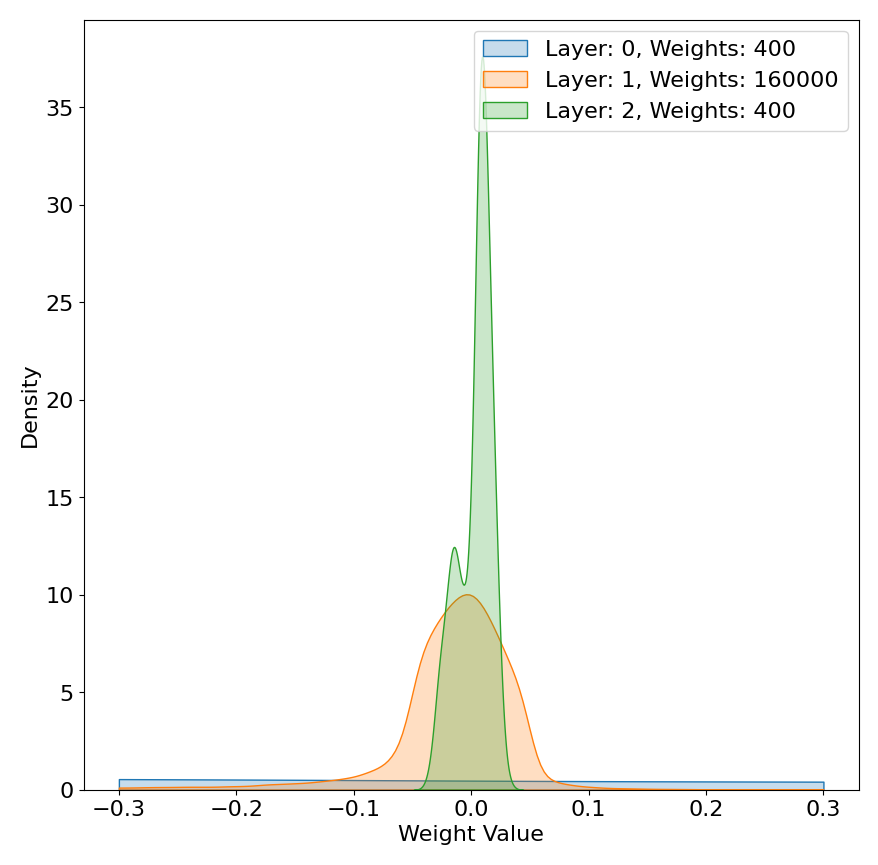 Layer: 0, Weights: 400
Layer: 1, Weights: 160000
Layer: 2, Weights: 400
Density
35
30
25
20
15
10
5
0
−0.3 −0.2 −0.1 0.0 0.1 0.2 0.3
Weight Value